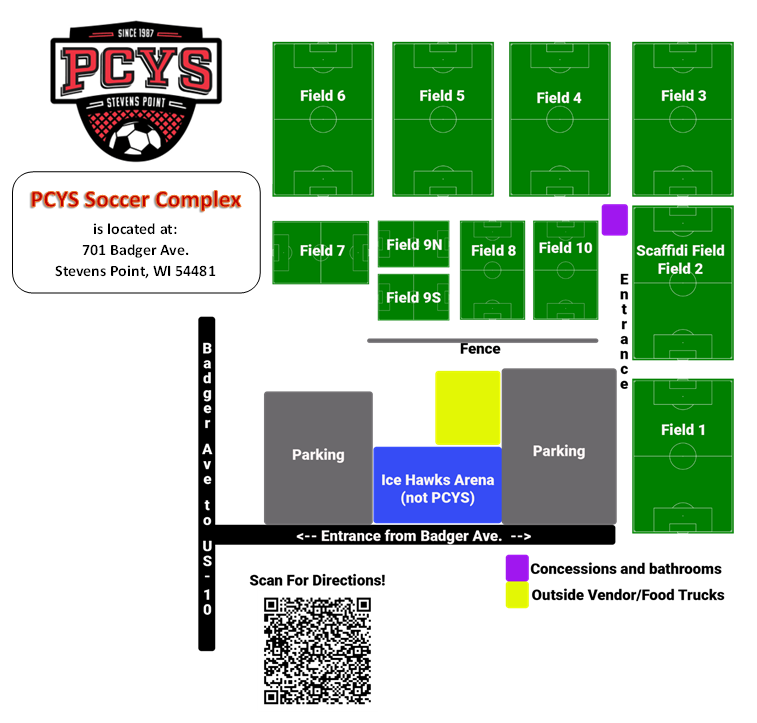 SINCE 1987
PCYS
STEVENS POINT
PCYS Soccer Complex
is located at:
701 Badger Ave.
Stevens Point, WI 54481
Field 6
Field 5
Field 4
Field 3
Field 7
Field 9N
Field 9S
Field 8
Field 10
Scaffidi Field
Field 2
Entrance
Fence
Field 1
Badger Ave to US-10
Parking
Ice Hawks Arena
(not PCYS)
Parking
<-- Entrance from Badger Ave. -->
Concessions and bathrooms
Outside Vendor/Food Trucks
Scan For Directions!